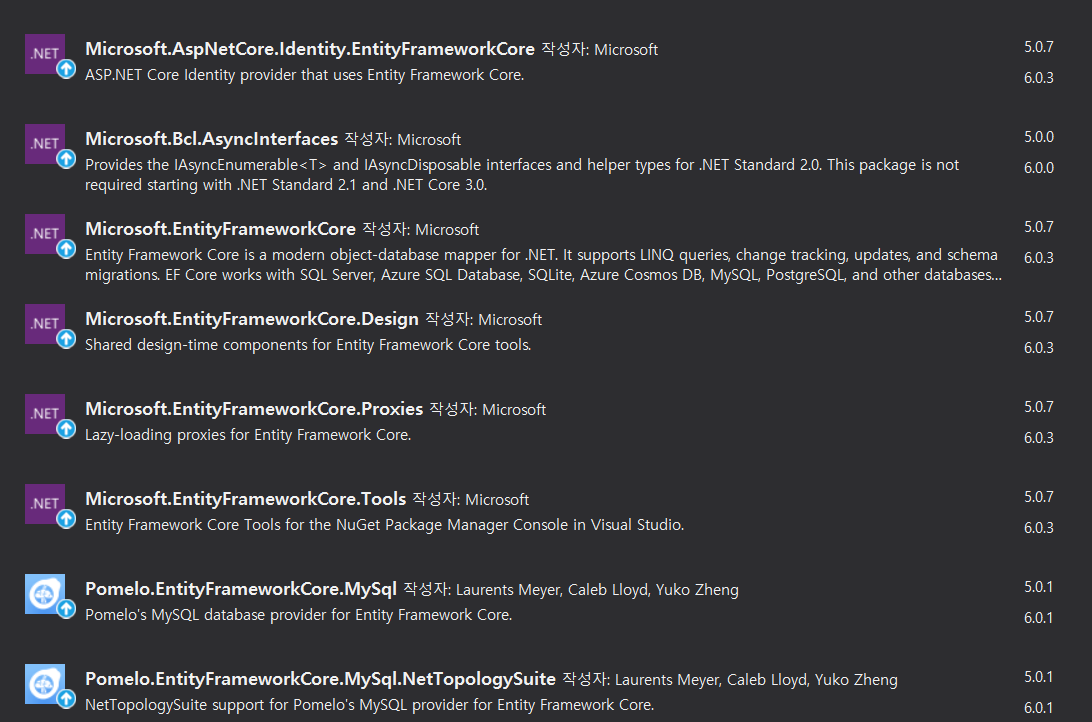 .NET
Microsoft.AspNetCore.Identity.EntityFrameworkCore 작성자: Microsoft 5.0.7
ASP.NET Core Identity provider that uses Entity Framework Core. 6.0.3
.NET
Microsoft.Bcl.AsyncInterfaces 작성자: Microsoft 5.0.0
Provides the IAsyncEnumerable<T> and IAsyncDisposable interfaces and helper types for .NET Standard 2.0. This package is not 6.0.0
required starting with .NET Standard 2.1 and .NET Core 3.0.
.NET
Microsoft.EntityFrameworkCore 작성자: Microsoft 5.0.7
Entity Framework Core is a modern object-database mapper for .NET. It supports LINQ queries, change tracking, updates, and schema 6.0.3
migrations. EF Core works with SQL Server, Azure SQL Database, SQLite, Azure Cosmos DB, MySQL, PostgreSQL, and other databases...
.NET
Microsoft.EntityFrameworkCore.Design 작성자: Microsoft 5.0.7
Shared design-time components for Entity Framework Core tools. 6.0.3
.NET
Microsoft.EntityFrameworkCore.Proxies 작성자: Microsoft 5.0.7
Lazy-loading proxies for Entity Framework Core. 6.0.3
.NET
Microsoft.EntityFrameworkCore.Tools 작성자: Microsoft 5.0.7
Entity Framework Core Tools for the NuGet Package Manager Console in Visual Studio. 6.0.3
Pomelo.EntityFrameworkCore.MySql 작성자: Laurents Meyer, Caleb Lloyd, Yuko Zheng 5.0.1
Pomelo's MySQL database provider for Entity Framework Core. 6.0.1
Pomelo.EntityFrameworkCore.MySql.NetTopologySuite 작성자: Laurents Meyer, Caleb Lloyd, Yuko Zheng 5.0.1
NetTopologySuite support for Pomelo's MySQL provider for Entity Framework Core. 6.0.1